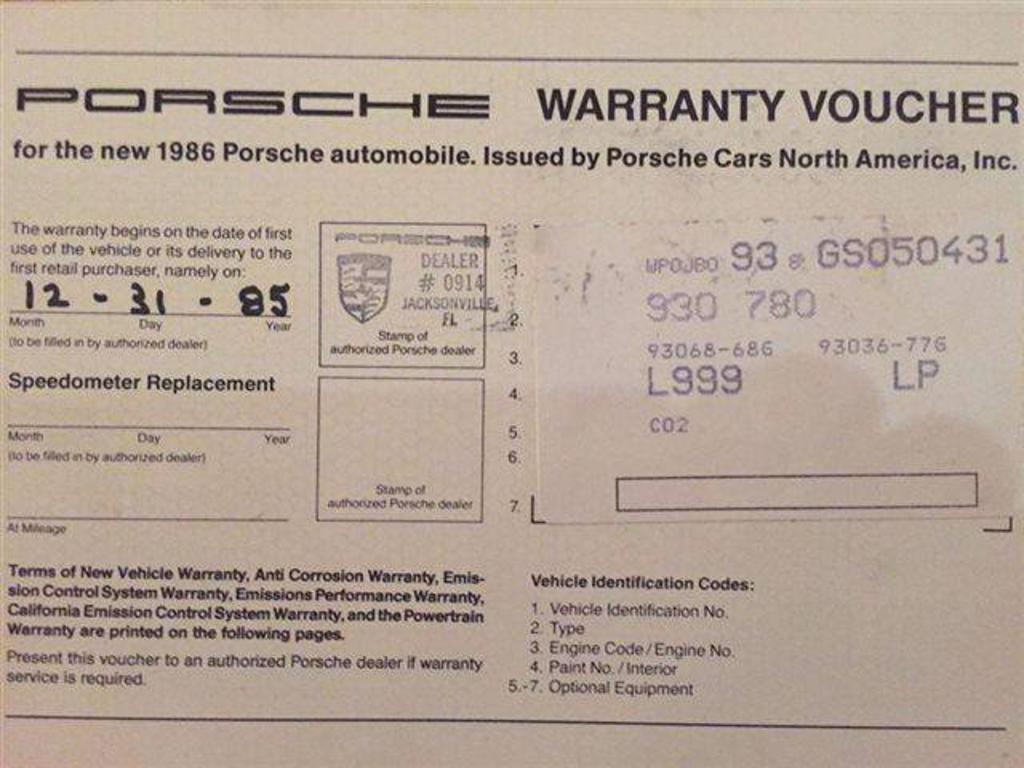 PORSCHE WARRANTY VOUCHER
for the new 1986 Porsche automobile. Issued by Porsche Cars North America, Inc.
The warranty begins on the date of first
use of the vehicle or its delivery to the
first retail purchaser, namely on:
12 - 31 - 85
Month Day Year
(to be filled in by authorized dealer)
Speedometer Replacement
Month Day Year
(to be filled in by authorized dealer)
At Mileage
PORSCHE
DEALER
# 0914
JACKSONVILLE,
FL
Stamp of
authorized Porsche dealer
Stamp of
authorized Porsche dealer
1. WP0JB0 93 GS050431
2. 930 780
3. 93068-686 93036-776
4. L999 LP
5. C02
6.
7.
Terms of New Vehicle Warranty, Anti Corrosion Warranty, Emis-
sion Control System Warranty, Emissions Performance Warranty,
California Emission Control System Warranty, and the Powertrain
Warranty are printed on the following pages.
Present this voucher to an authorized Porsche dealer if warranty
service is required.
Vehicle Identification Codes:
1. Vehicle Identification No.
2. Type
3. Engine Code/Engine No.
4. Paint No./Interior
5.-7. Optional Equipment